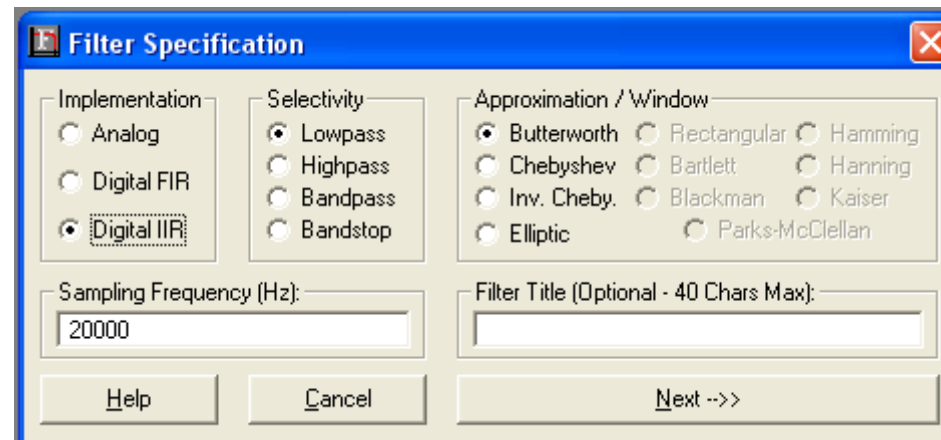 Filter Specification
Implementation
Analog
Digital FIR
Digital IIR
Selectivity
Lowpass
Highpass
Bandpass
Bandstop
Approximation / Window
Butterworth Rectangular Hamming
Chebyshev Bartlett Hanning
Inv. Cheby. Blackman Kaiser
Elliptic Parks-McClellan
Sampling Frequency (Hz):
20000
Filter Title (Optional - 40 Chars Max):
Help Cancel Next -->>